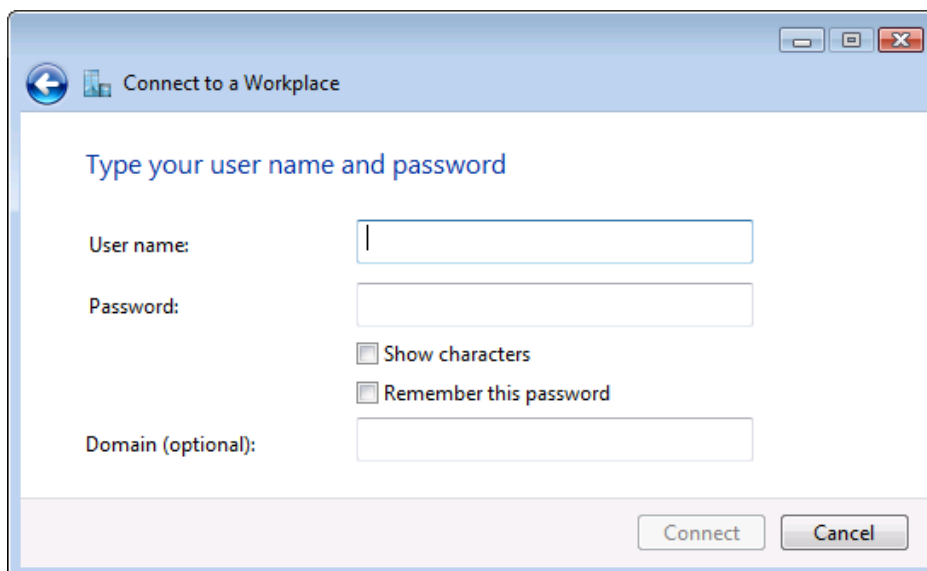 Connect to a Workplace
Type your user name and password
User name:
Password:
Show characters
Remember this password
Domain (optional):
Connect Cancel